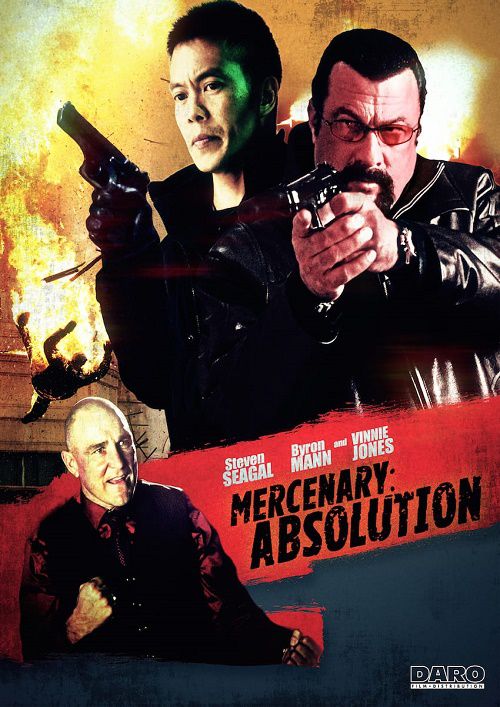 Steven SEAGAL Byron MANN and VINNIE JONES
MERCENARY:
ABSOLUTION
DARO
FILM DISTRIBUTION